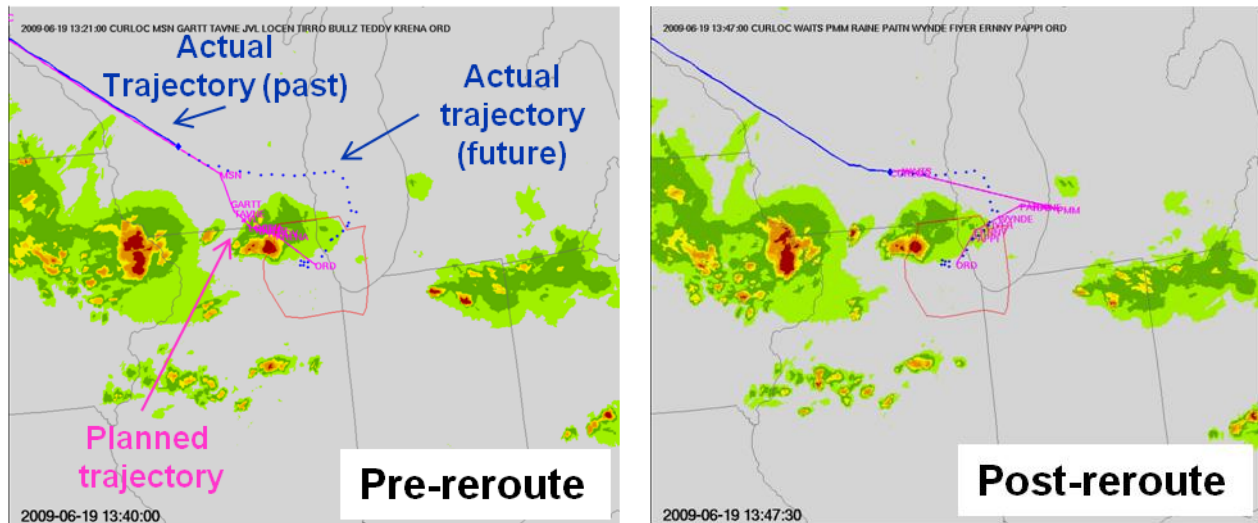 2009-06-19 13:21:00 CURLOC MSN GARTT TAVNE JVL LOCEN TIRRO BULLZ TEDDY KRENA ORD
Actual
Trajectory (past)
Actual
trajectory
(future)
MSN
GARTT
TAVNE
ORD
Planned
trajectory
Pre-reroute
2009-06-19 13:40:00
2009-06-19 13:47:00 CURLOC WAITS PMM RAINE PAITN WYNDE FIYER ERNNY PAPPI ORD
PMM
WYNDE
ORD
Post-reroute
2009-06-19 13:47:30